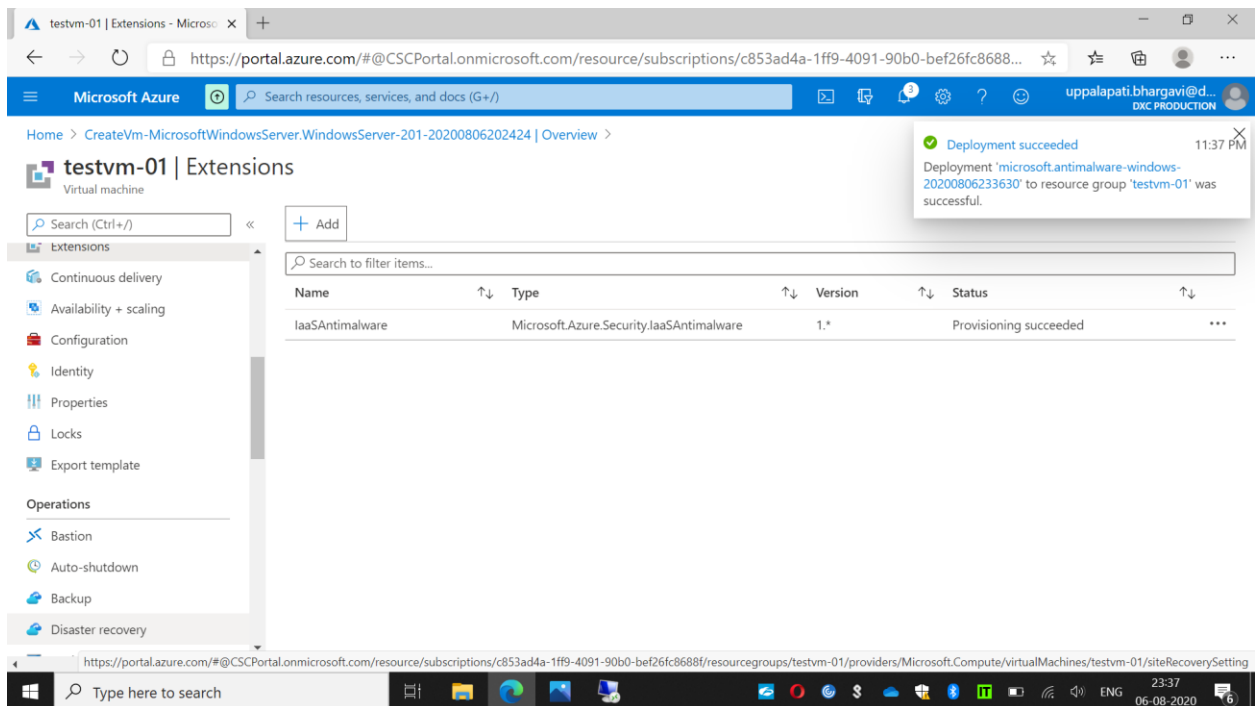 testvm-01 | Extensions - Microso
https://portal.azure.com/#@CSCPortal.onmicrosoft.com/resource/subscriptions/c853ad4a-1ff9-4091-90b0-bef26fc8688...
Microsoft Azure
Search resources, services, and docs (G+/)
3
uppalapati.bhargavi@d...
DXC PRODUCTION
Home > CreateVm-MicrosoftWindowsServer.WindowsServer-201-20200806202424 | Overview >
testvm-01 | Extensions
Virtual machine
Deployment succeeded 11:37 PM
Deployment 'microsoft.antimalware-windows-
20200806233630' to resource group 'testvm-01' was
successful.
Search (Ctrl+/)
«
Extensions
Continuous delivery
Availability + scaling
Configuration
Identity
Properties
Locks
Export template
Operations
Bastion
Auto-shutdown
Backup
Disaster recovery
+ Add
Search to filter items...
Name Type Version Status
IaaSAntimalware Microsoft.Azure.Security.IaaSAntimalware 1.* Provisioning succeeded
https://portal.azure.com/#@CSCPortal.onmicrosoft.com/resource/subscriptions/c853ad4a-1ff9-4091-90b0-bef26fc8688f/resourcegroups/testvm-01/providers/Microsoft.Compute/virtualMachines/testvm-01/siteRecoverySetting
Type here to search
ENG
23:37
06-08-2020
6